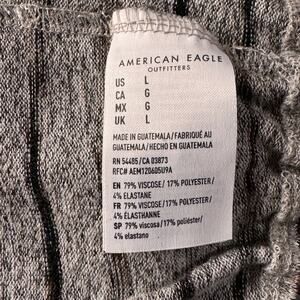 AMERICAN EAGLE
OUTFITTERS
US L
CA G
MX G
UK L
MADE IN GUATEMALA/FABRIQUÉ AU
GUATEMALA/HECHO EN GUATEMALA
RN 54485/CA 03873
RFC# AEM120605U9A
EN 79% VISCOSE/ 17% POLYESTER/
4% ELASTANE
FR 79% VISCOSE/ 17% POLYESTER/
4% ÉLASTHANNE
SP 79% viscosa/ 17% poliéster/
4% elastano